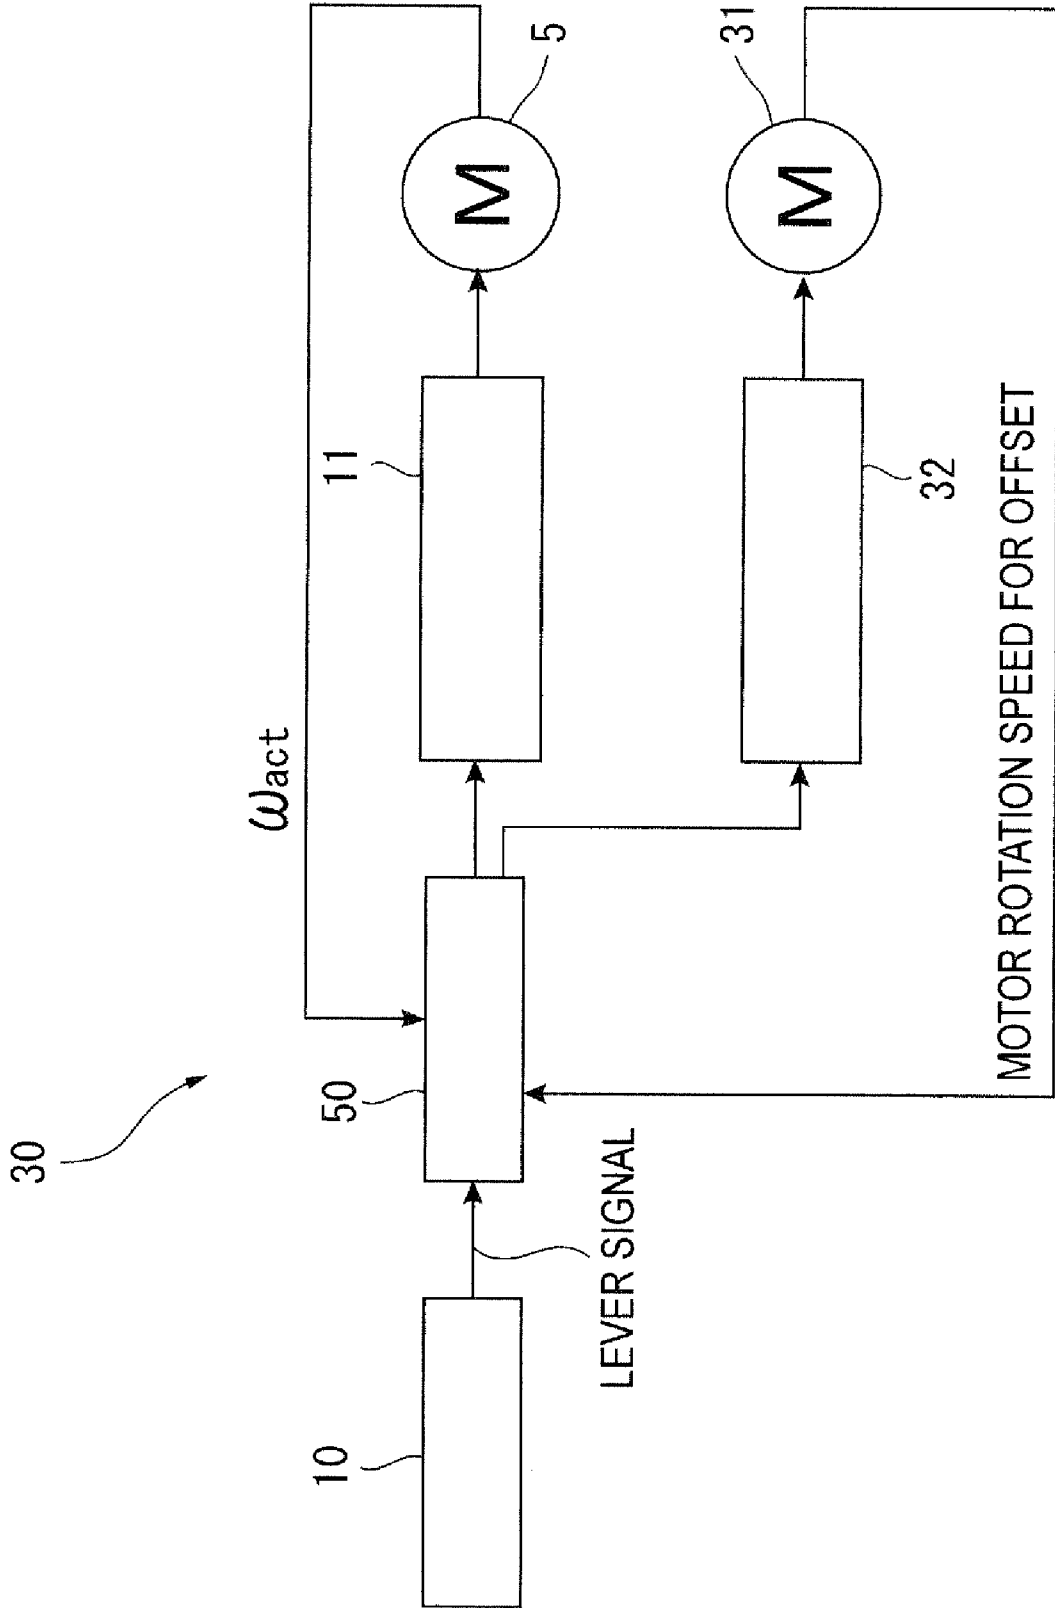 30
ωact
10
50
11
5
M
LEVER SIGNAL
32
31
M
MOTOR ROTATION SPEED FOR OFFSET